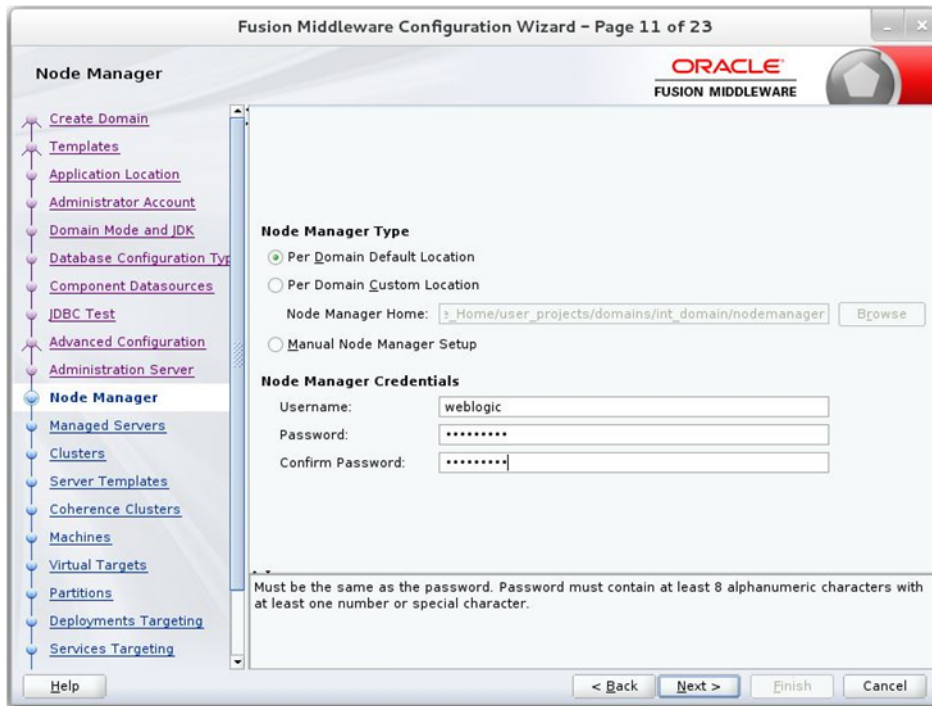 Fusion Middleware Configuration Wizard – Page 11 of 23
Node Manager
ORACLE
FUSION MIDDLEWARE
Create Domain
Templates
Application Location
Administrator Account
Domain Mode and JDK
Database Configuration Typ
Component Datasources
JDBC Test
Advanced Configuration
Administration Server
Node Manager
Managed Servers
Clusters
Server Templates
Coherence Clusters
Machines
Virtual Targets
Partitions
Deployments Targeting
Services Targeting
Node Manager Type
Per Domain Default Location
Per Domain Custom Location
Node Manager Home: e_Home/user_projects/domains/int_domain/nodemanager Browse
Manual Node Manager Setup
Node Manager Credentials
Username: weblogic
Password: •••••••••
Confirm Password: •••••••••
Must be the same as the password. Password must contain at least 8 alphanumeric characters with
at least one number or special character.
Help < Back Next > Finish Cancel